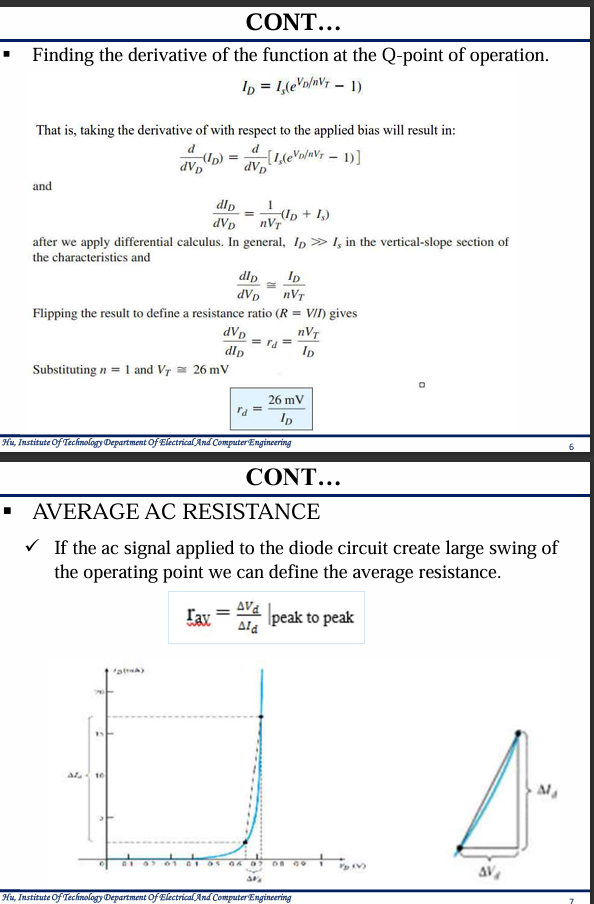 CONT…
▪ Finding the derivative of the function at the Q-point of operation.
I_D = I_s(e^{V_D/nV_T} − 1)
That is, taking the derivative of with respect to the applied bias will result in:
d/dV_D (I_D) = d/dV_D [I_s(e^{V_D/nV_T} − 1)]
and
dI_D/dV_D = 1/nV_T (I_D + I_s)
after we apply differential calculus. In general, I_D ≫ I_s in the vertical-slope section of
the characteristics and
dI_D/dV_D ≅ I_D/nV_T
Flipping the result to define a resistance ratio (R = V/I) gives
dV_D/dI_D = r_d = nV_T/I_D
Substituting n = 1 and V_T ≅ 26 mV
r_d = 26 mV/I_D
Hu, Institute Of Technology Department Of Electrical And Computer Engineering
6
CONT…
▪ AVERAGE AC RESISTANCE
✓ If the ac signal applied to the diode circuit create large swing of
the operating point we can define the average resistance.
r_av = ΔV_d/ΔI_d |peak to peak
I_D (mA)
20
15
ΔI_d
10
5
0 0.1 0.2 0.3 0.4 0.5 0.6 0.7 0.8 0.9 1 V_D (V)
ΔV_d
ΔI_d
ΔV_d
Hu, Institute Of Technology Department Of Electrical And Computer Engineering
7